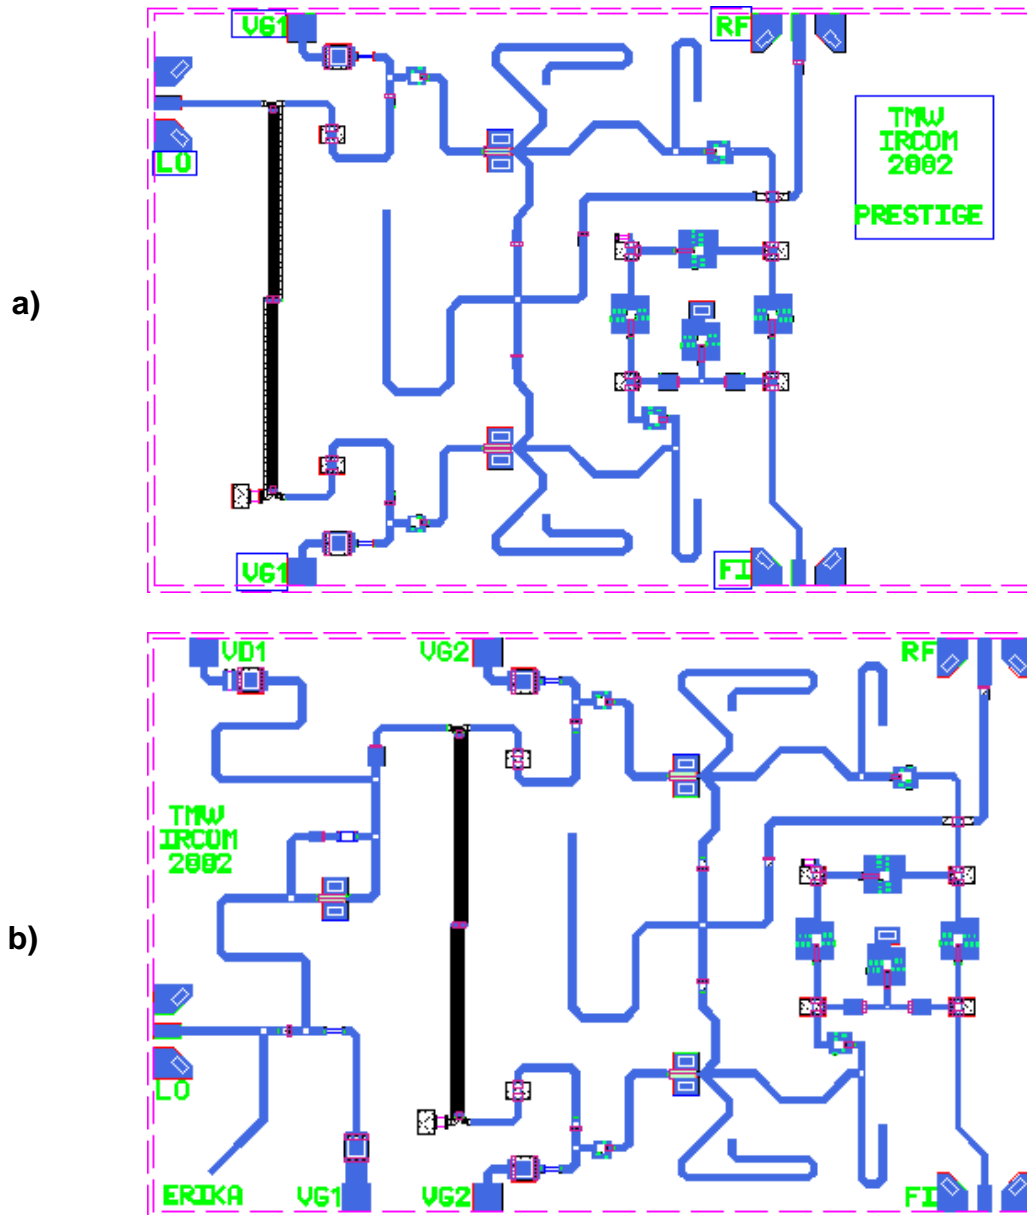 a)
VG1
RF
LO
TMW
IRCOM
2002
PRESTIGE
VG1
FI
b)
VD1
VG2
RF
TMW
IRCOM
2002
LO
ERIKA
VG1
VG2
FI